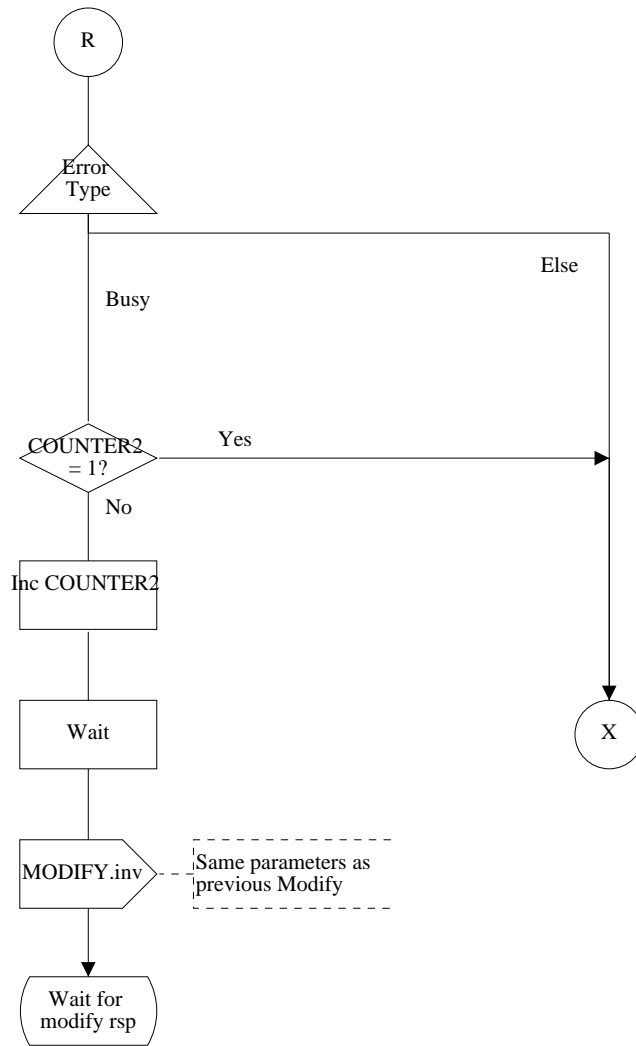 R
Error
Type
Else
Busy
COUNTER2
= 1?
Yes
No
Inc COUNTER2
Wait
X
MODIFY.inv
Same parameters as
previous Modify
Wait for
modify rsp